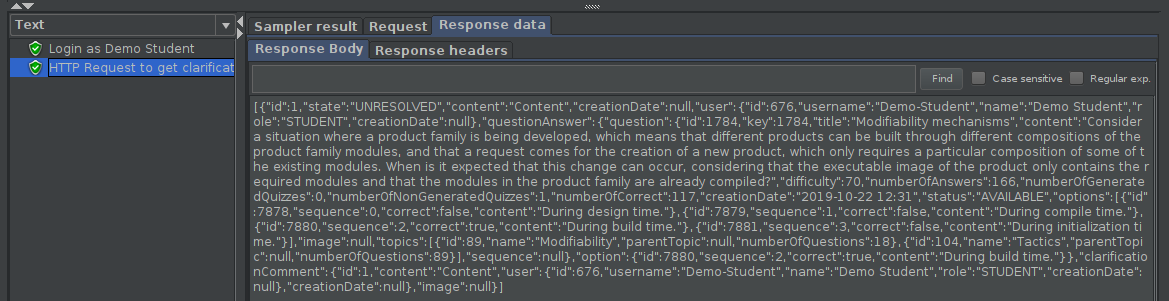 Text
Login as Demo Student
HTTP Request to get clarificat
Sampler result Request Response data
Response Body Response headers
Find Case sensitive Regular exp.
[{"id":1,"state":"UNRESOLVED","content":"Content","creationDate":null,"user":{"id":676,"username":"Demo-Student","name":"Demo Student","r
ole":"STUDENT","creationDate":null},"questionAnswer":{"question":{"id":1784,"key":1784,"title":"Modifiability mechanisms","content":"Consider
a situation where a product family is being developed, which means that different products can be built through different compositions of the
product family modules, and that a request comes for the creation of a new product, which only requires a particular composition of some of t
he existing modules. When is it expected that this change can occur, considering that the executable image of the product only contains the re
quired modules and that the modules in the product family are already compiled?","difficulty":70,"numberOfAnswers":166,"numberOfGenerate
dQuizzes":0,"numberOfNonGeneratedQuizzes":1,"numberOfCorrect":117,"creationDate":"2019-10-22 12:31","status":"AVAILABLE","options":[{"id"
:7878,"sequence":0,"correct":false,"content":"During design time."},{"id":7879,"sequence":1,"correct":false,"content":"During compile time."},
{"id":7880,"sequence":2,"correct":true,"content":"During build time."},{"id":7881,"sequence":3,"correct":false,"content":"During initialization ti
me."}],"image":null,"topics":[{"id":89,"name":"Modifiability","parentTopic":null,"numberOfQuestions":18},{"id":104,"name":"Tactics","parentTopi
c":null,"numberOfQuestions":89}],"sequence":null},"option":{"id":7880,"sequence":2,"correct":true,"content":"During build time."}},"clarificatio
nComment":{"id":1,"content":"Content","user":{"id":676,"username":"Demo-Student","name":"Demo Student","role":"STUDENT","creationDate":
null},"creationDate":null},"image":null}]